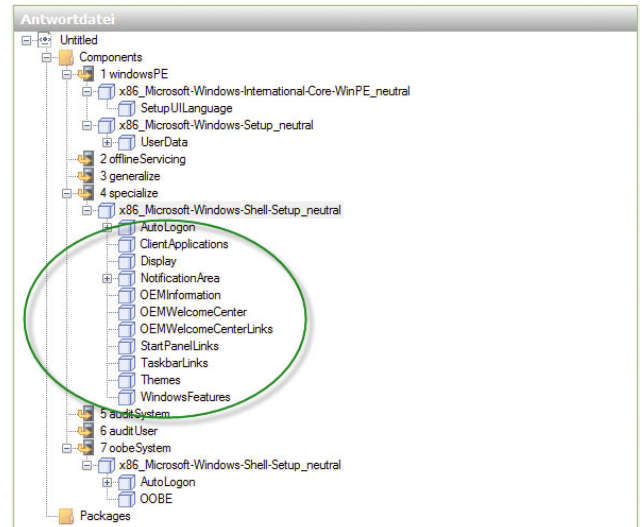 Antwortdatei
Untitled
Components
1 windowsPE
x86_Microsoft-Windows-International-Core-WinPE_neutral
SetupUILanguage
x86_Microsoft-Windows-Setup_neutral
UserData
2 offlineServicing
3 generalize
4 specialize
x86_Microsoft-Windows-Shell-Setup_neutral
AutoLogon
ClientApplications
Display
NotificationArea
OEMInformation
OEMWelcomeCenter
OEMWelcomeCenterLinks
StartPanelLinks
TaskbarLinks
Themes
WindowsFeatures
5 auditSystem
6 auditUser
7 oobeSystem
x86_Microsoft-Windows-Shell-Setup_neutral
AutoLogon
OOBE
Packages